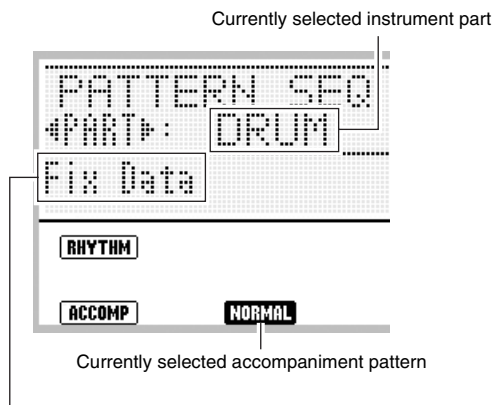 Currently selected instrument part
PATTERN SEQ
◄PART►: DRUM
Fix Data
RHYTHM
ACCOMP NORMAL
Currently selected accompaniment pattern